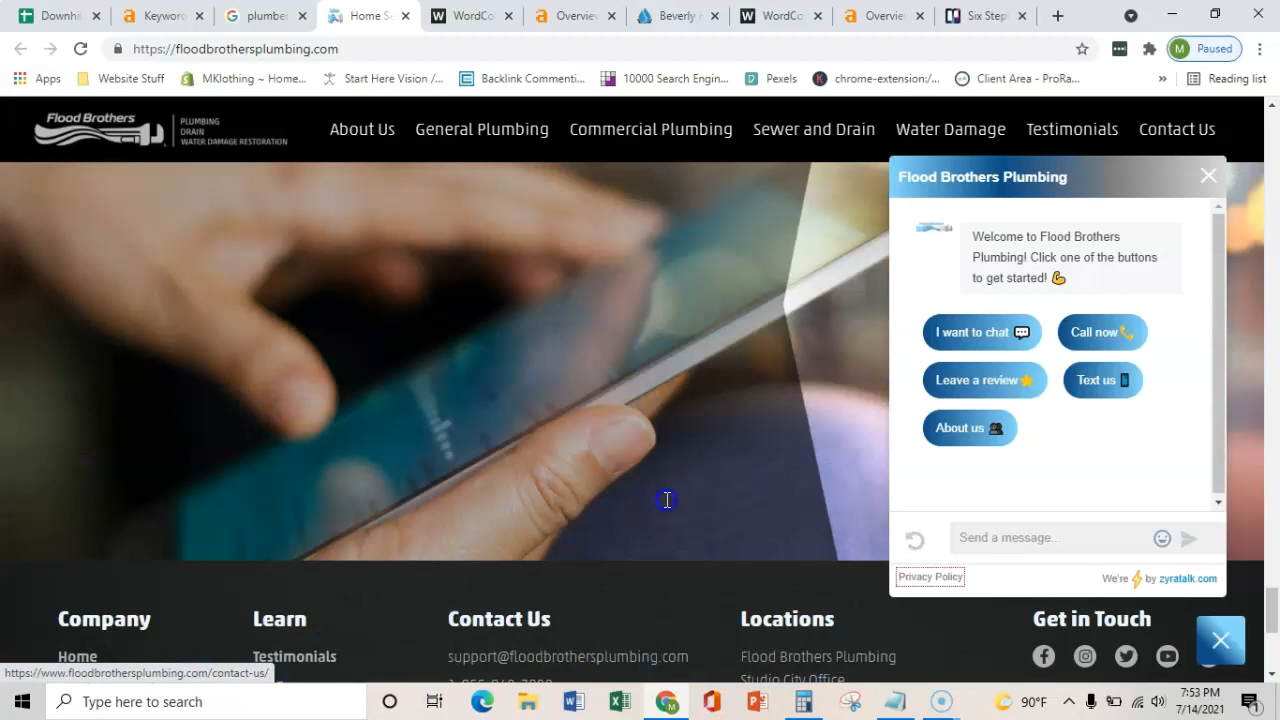 Downhi
Keyword
plumber
Home S
WordCo
Overvie
Beverly
WordCo
Overvie
Six Step
https://floodbrothersplumbing.com
M
Paused
Apps
Website Stuff
MKlothing ~ Home...
Start Here Vision /...
Backlink Commenti...
10000 Search Engin...
Pexels
chrome-extension:/...
Client Area - ProRa...
»
Reading list
Flood Brothers
PLUMBING
DRAIN
WATER DAMAGE RESTORATION
About Us
General Plumbing
Commercial Plumbing
Sewer and Drain
Water Damage
Testimonials
Contact Us
Flood Brothers Plumbing
Welcome to Flood Brothers
Plumbing! Click one of the buttons
to get started! 💪
I want to chat 💬
Call now📞
Leave a review⭐
Text us 📱
About us 👥
Send a message...
Privacy Policy
We're ⚡ by zyratalk.com
Company
Learn
Contact Us
Locations
Get in Touch
Home
Testimonials
support@floodbrothersplumbing.com
Flood Brothers Plumbing
Studio City Office
https://www.floodbrothersplumbing.com/contact-us/
Type here to search
90°F
7:53 PM
7/14/2021